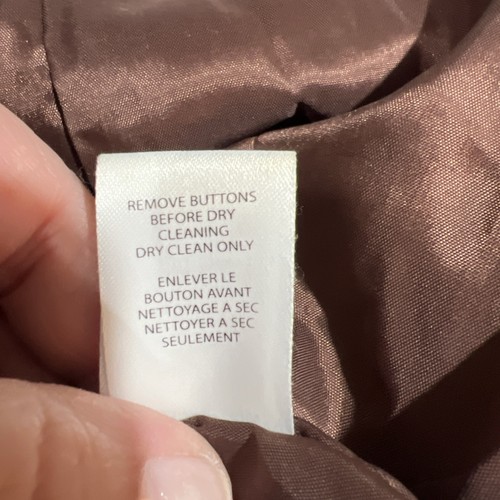 REMOVE BUTTONS
BEFORE DRY
CLEANING
DRY CLEAN ONLY
ENLEVER LE
BOUTON AVANT
NETTOYAGE A SEC
NETTOYER A SEC
SEULEMENT